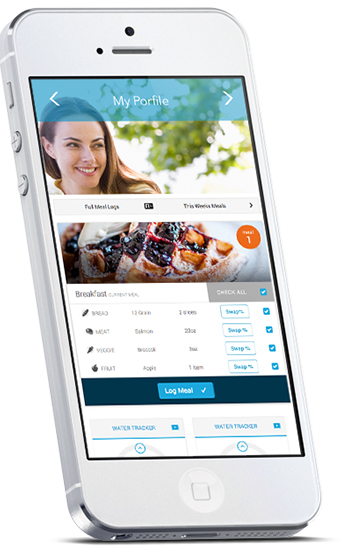 My Porfile
Full Meal Logs
This Weeks Meals
meal
1
Breakfast CURRENT MEAL
CHECK ALL
BREAD 12 Grain 2 slices Swap
MEAT Salmon 20oz Swap
VEGGIE Broccoli Swap
FRUIT Apple 1 item Swap
Log Meal
WATER TRACKER WATER TRACKER